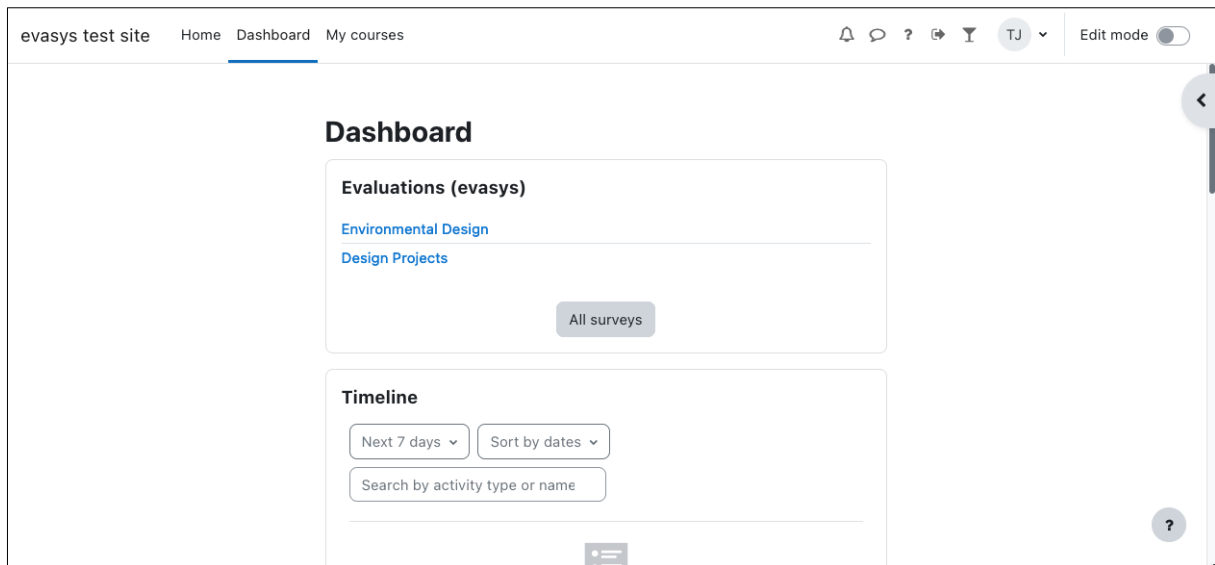 evasys test site Home Dashboard My courses ? TJ Edit mode
Dashboard
Evaluations (evasys)
Environmental Design
Design Projects
All surveys
Timeline
Next 7 days Sort by dates
Search by activity type or name
?